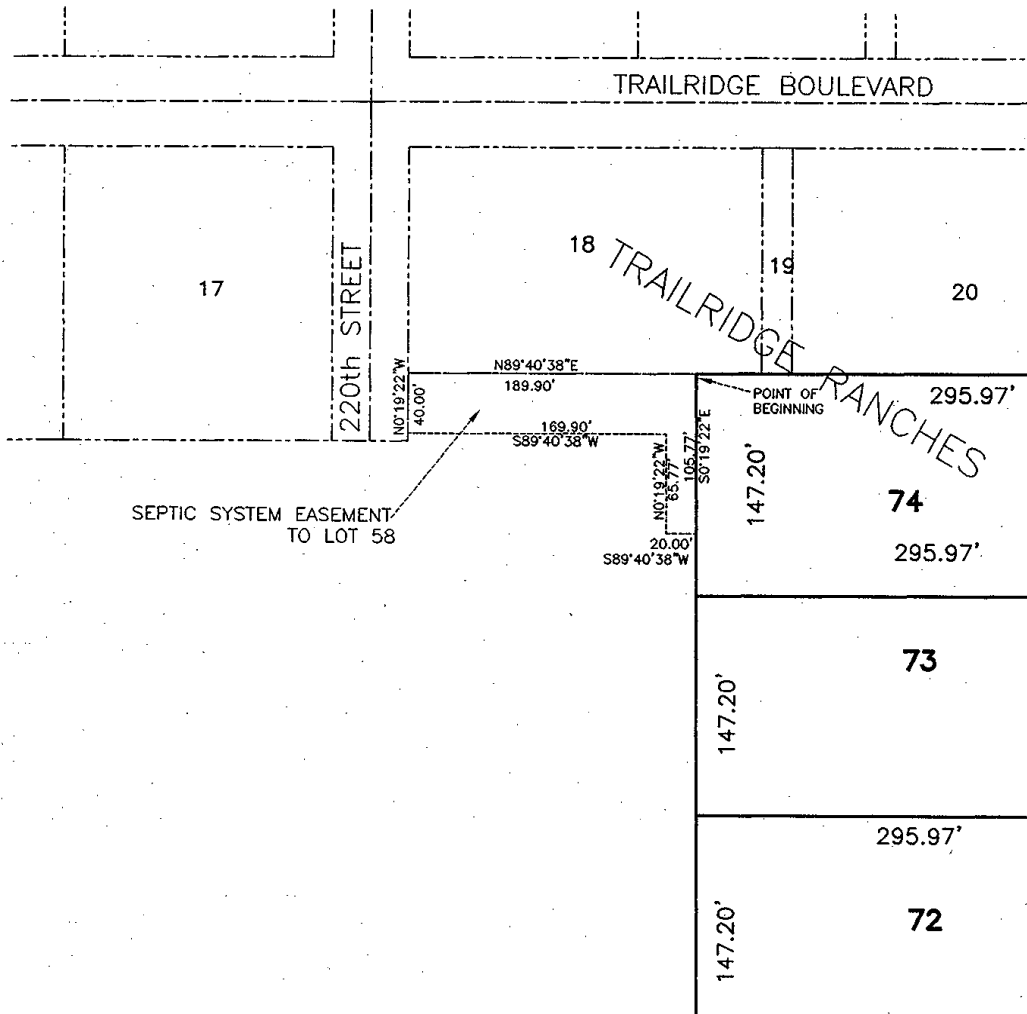 TRAILRIDGE BOULEVARD
17
220th STREET
18
19
20
TRAILRIDGE RANCHES
N89°40'38"E
189.90'
N0°19'22"W
40.00'
169.90'
S89°40'38"W
N0°19'22"W
65.77'
105.77'
S0°19'22"E
20.00'
S89°40'38"W
POINT OF
BEGINNING
295.97'
147.20'
74
295.97'
SEPTIC SYSTEM EASEMENT
TO LOT 58
73
147.20'
295.97'
72
147.20'